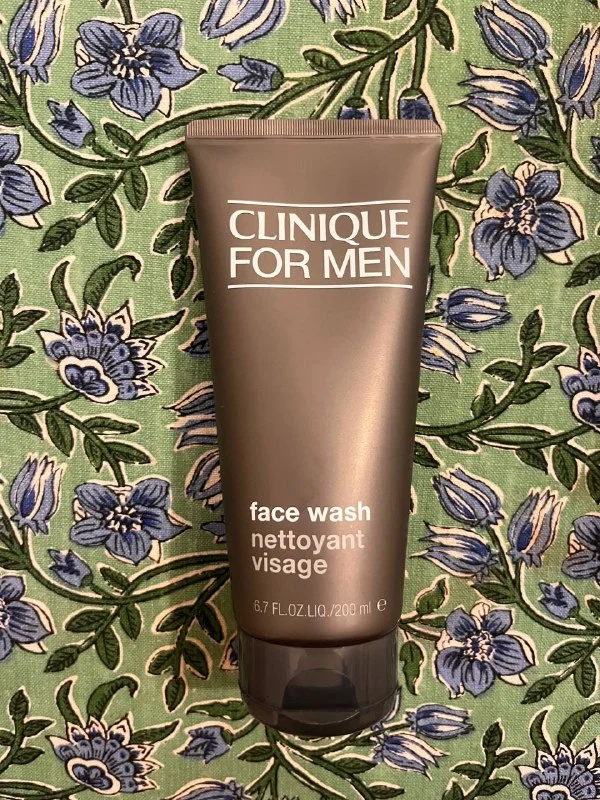 CLINIQUE
FOR MEN
face wash
nettoyant
visage
6.7 FL.OZ.LIQ./200 ml ℮